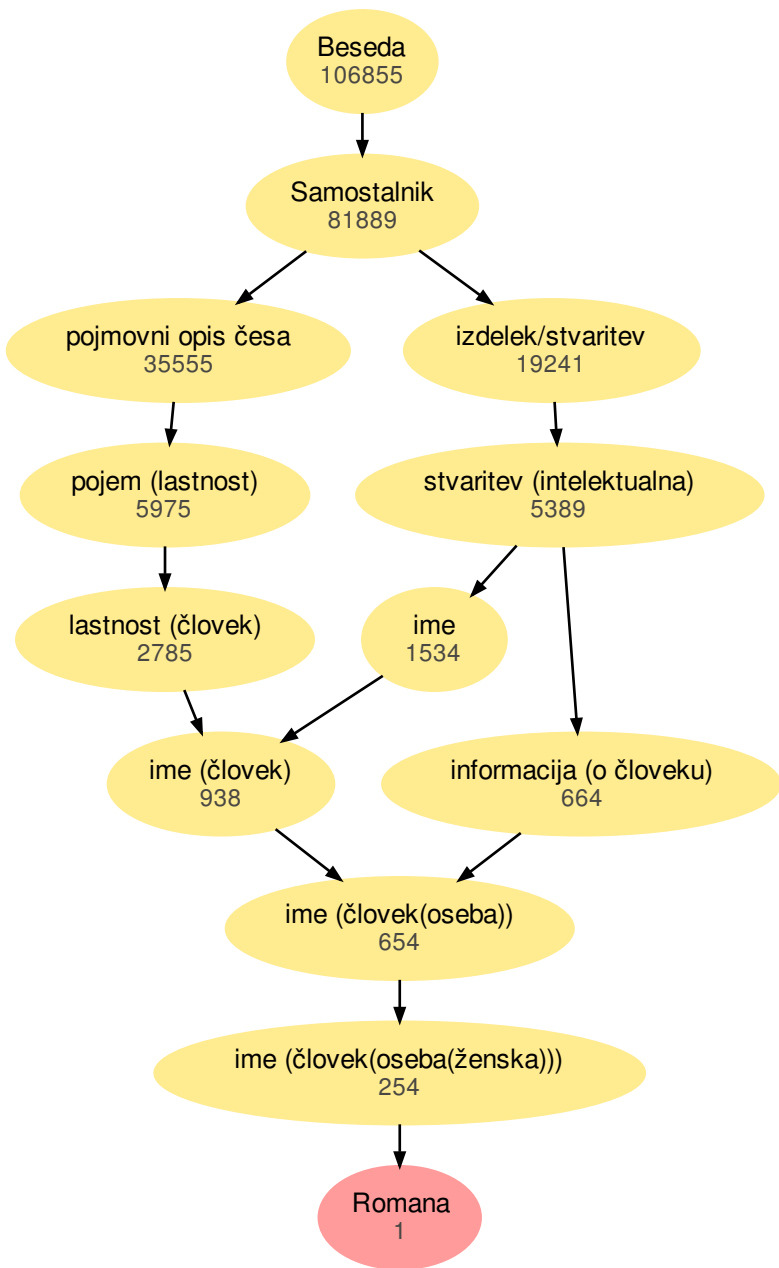 Beseda
106855
Samostalnik
81889
pojmovni opis česa
35555
izdelek/stvaritev
19241
pojem (lastnost)
5975
stvaritev (intelektualna)
5389
lastnost (človek)
2785
ime
1534
ime (človek)
938
informacija (o človeku)
664
ime (človek(oseba))
654
ime (človek(oseba(ženska)))
254
Romana
1